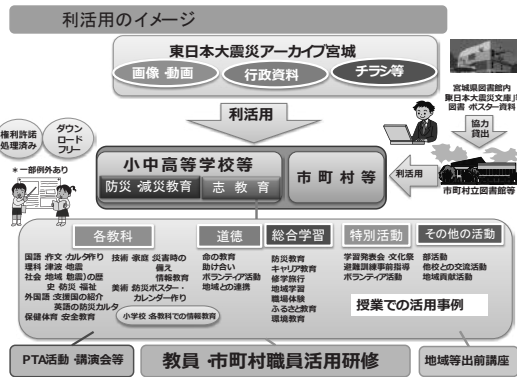 利活用のイメージ
東日本大震災アーカイブ宮城
画像・動画
行政資料
チラシ等
宮城県図書館内
「東日本大震災文庫」
図書・ポスター資料
利活用
協力
貸出
権利許諾
処理済み
ダウン
ロード
フリー
＊一部例外あり
小中高等学校等
防災・減災教育
志教育
市町村等
利活用
市町村立図書館等
各教科
道徳
総合学習
特別活動
その他の活動
国語:作文・カルタ作り
理科:津波・地震
社会:地域(地震)の歴
史・防災・福祉
外国語:支援国の紹介
英語の防災カルタ
保健体育:安全教育
技術・家庭:災害時の
備え
情報教育
美術:防災ポスター・
カレンダー作り
小学校:各教科での情報教育
命の教育
助け合い
ボランティア活動
地域との連携
防災教育
キャリア教育
修学旅行
地域学習
職場体験
ふるさと教育
環境教育
学習発表会・文化祭
避難訓練事前指導
ボランティア活動
部活動
他校との交流活動
地域貢献活動
授業での活用事例
PTA活動・講演会等
教員・市町村職員活用研修
地域等出前講座